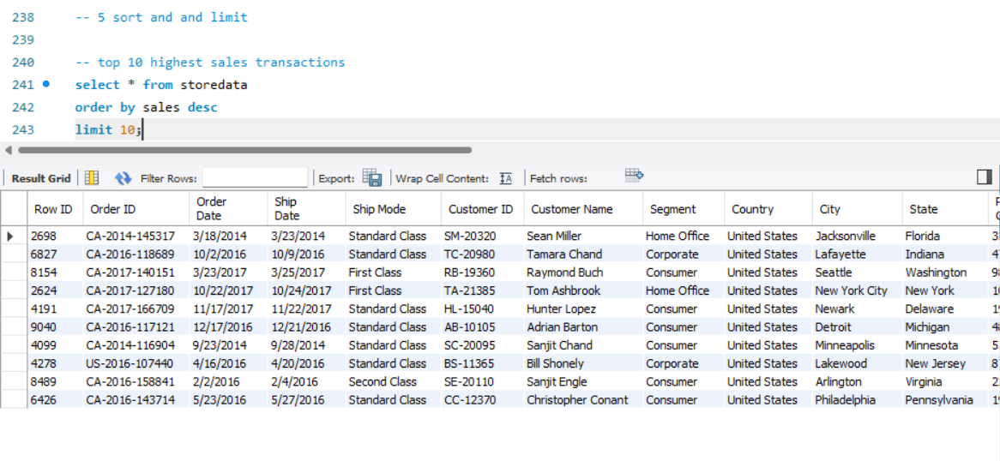 238 -- 5 sort and and limit
239
240 -- top 10 highest sales transactions
241 select * from storedata
242 order by sales desc
243 limit 10;
Result Grid Filter Rows: Export: Wrap Cell Content: Fetch rows:
Row ID Order ID Order Date Ship Date Ship Mode Customer ID Customer Name Segment Country City State
2698 CA-2014-145317 3/18/2014 3/23/2014 Standard Class SM-20320 Sean Miller Home Office United States Jacksonville Florida
6827 CA-2016-118689 10/2/2016 10/9/2016 Standard Class TC-20980 Tamara Chand Corporate United States Lafayette Indiana
8154 CA-2017-140151 3/23/2017 3/25/2017 First Class RB-19360 Raymond Buch Consumer United States Seattle Washington
2624 CA-2017-127180 10/22/2017 10/24/2017 First Class TA-21385 Tom Ashbrook Home Office United States New York City New York
4191 CA-2017-166709 11/17/2017 11/22/2017 Standard Class HL-15040 Hunter Lopez Consumer United States Newark Delaware
9040 CA-2016-117121 12/17/2016 12/21/2016 Standard Class AB-10105 Adrian Barton Consumer United States Detroit Michigan
4099 CA-2014-116904 9/23/2014 9/28/2014 Standard Class SC-20095 Sanjit Chand Consumer United States Minneapolis Minnesota
4278 US-2016-107440 4/16/2016 4/20/2016 Standard Class BS-11365 Bill Shonely Corporate United States Lakewood New Jersey
8489 CA-2016-158841 2/2/2016 2/4/2016 Second Class SE-20110 Sanjit Engle Consumer United States Arlington Virginia
6426 CA-2016-143714 5/23/2016 5/27/2016 Standard Class CC-12370 Christopher Conant Consumer United States Philadelphia Pennsylvania